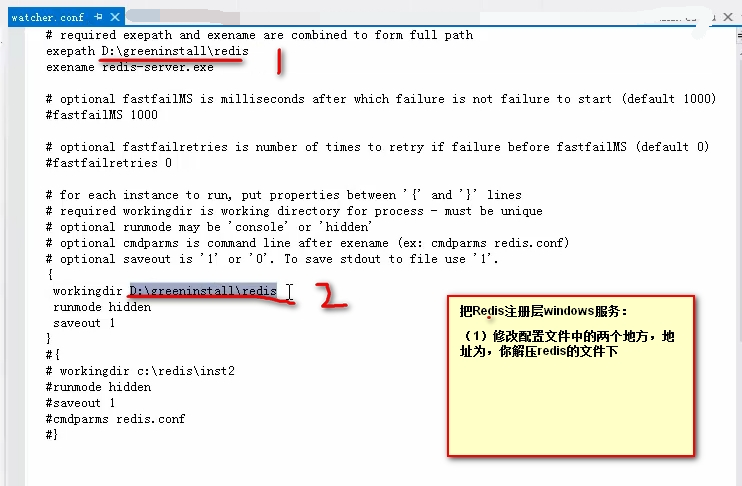 watcher.conf
# required exepath and exename are combined to form full path
exepath D:\greeninstall\redis
exename redis-server.exe
1
# optional fastfailMS is milliseconds after which failure is not failure to start (default 1000)
#fastfailMS 1000
# optional fastfailretries is number of times to retry if failure before fastfailMS (default 0)
#fastfailretries 0
# for each instance to run, put properties between '{' and '}' lines
# required workingdir is working directory for process - must be unique
# optional runmode may be 'console' or 'hidden'
# optional cmdparms is command line after exename (ex: cmdparms redis.conf)
# optional saveout is '1' or '0'. To save stdout to file use '1'.
{
workingdir D:\greeninstall\redis
2
runmode hidden
saveout 1
}
#{
# workingdir c:\redis\inst2
#runmode hidden
#saveout 1
#cmdparms redis.conf
#}
把Redis注册层windows服务：
（1）修改配置文件中的两个地方，地
址为，你解压redis的文件下